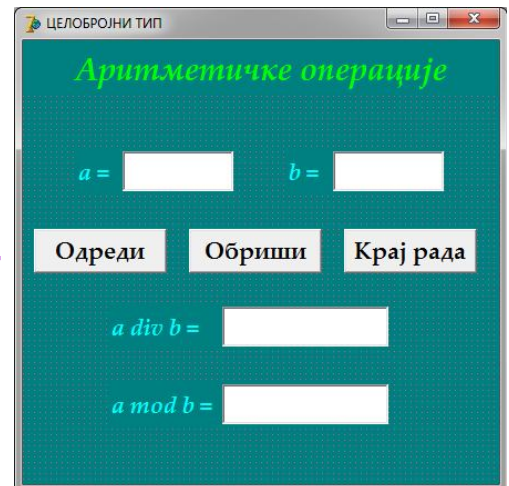 ЦЕЛОБРОЈНИ ТИП
Аритметичке операције
a = b =
Одреди Обриши Крај рада
a div b =
a mod b =